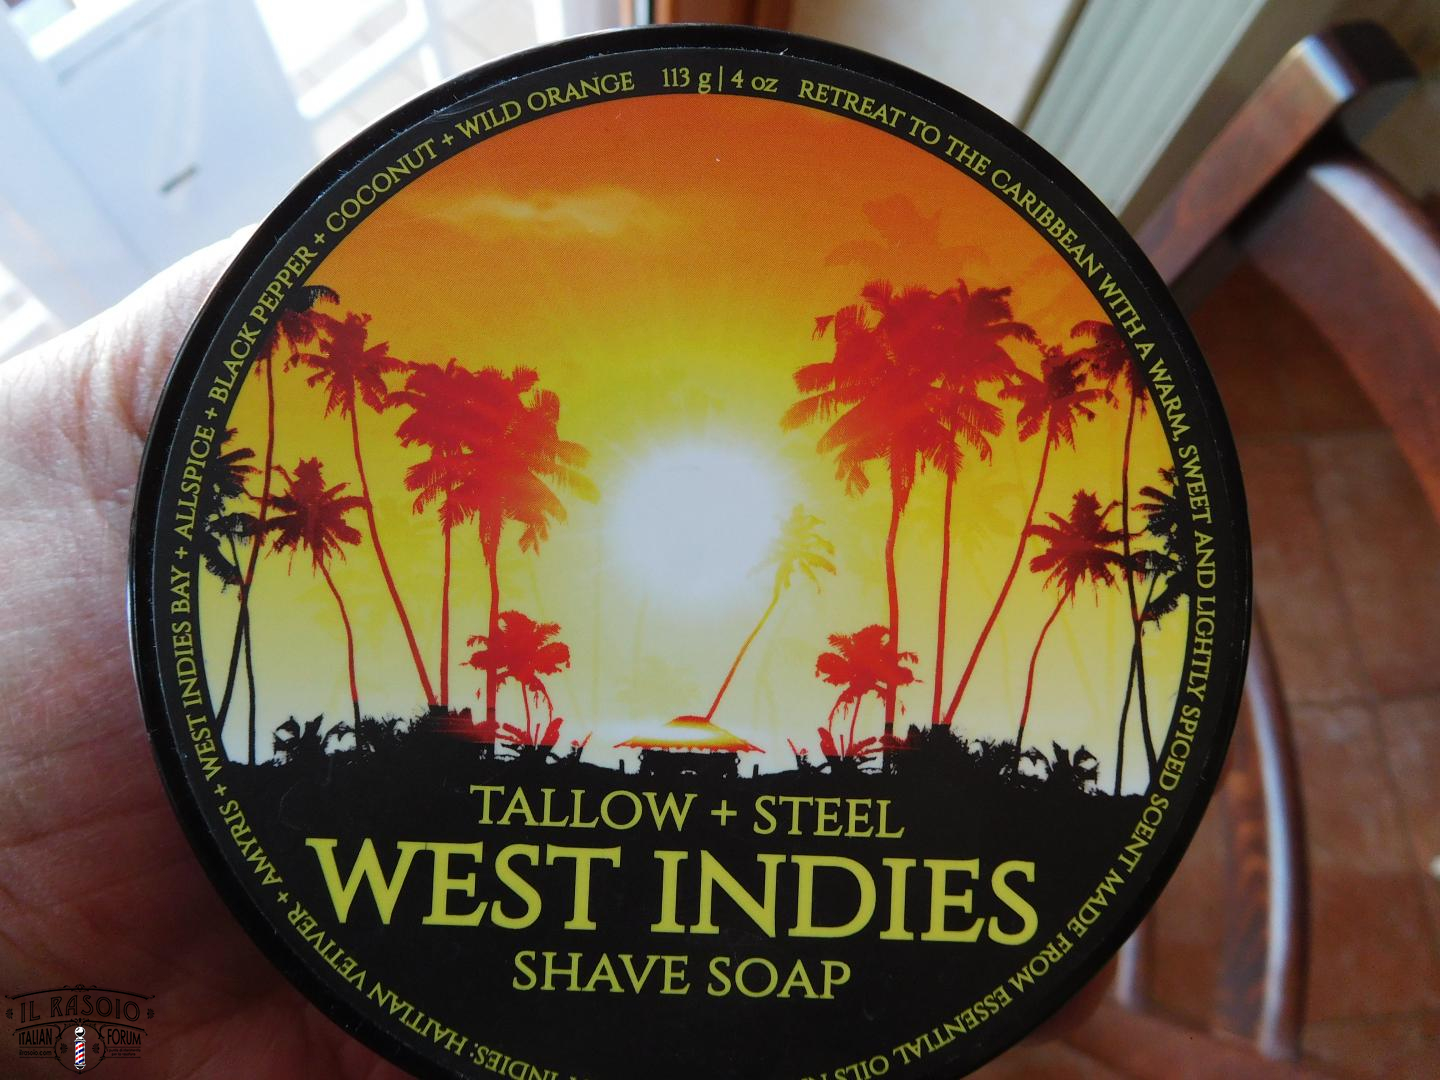 113 g | 4 oz
RETREAT TO THE CARIBBEAN WITH A WARM, SWEET AND LIGHTLY SPICED SCENT MADE FROM ESSENTIAL OILS
INDIES: HAITIAN VETIVER + AMYRIS + WEST INDIES BAY + ALLSPICE + BLACK PEPPER + COCONUT + WILD ORANGE
TALLOW + STEEL
WEST INDIES
SHAVE SOAP
IL RASOIO
ITALIAN FORUM